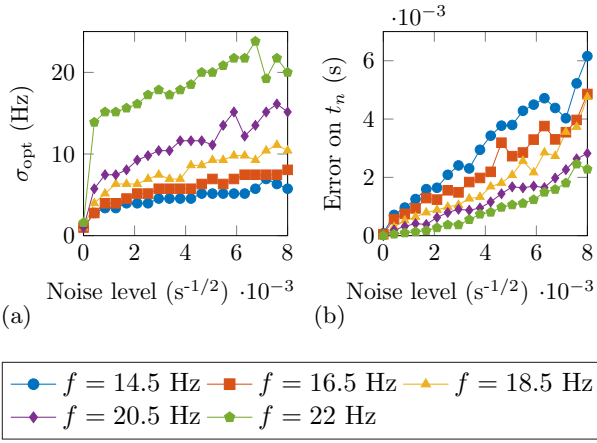 ·10⁻³
20
10
0
σopt (Hz)
0 2 4 6 8
Noise level (s-1/2) ·10⁻³
(a)
6
4
2
0
Error on tn (s)
0 2 4 6 8
Noise level (s-1/2) ·10⁻³
(b)
f = 14.5 Hz f = 16.5 Hz f = 18.5 Hz
f = 20.5 Hz f = 22 Hz